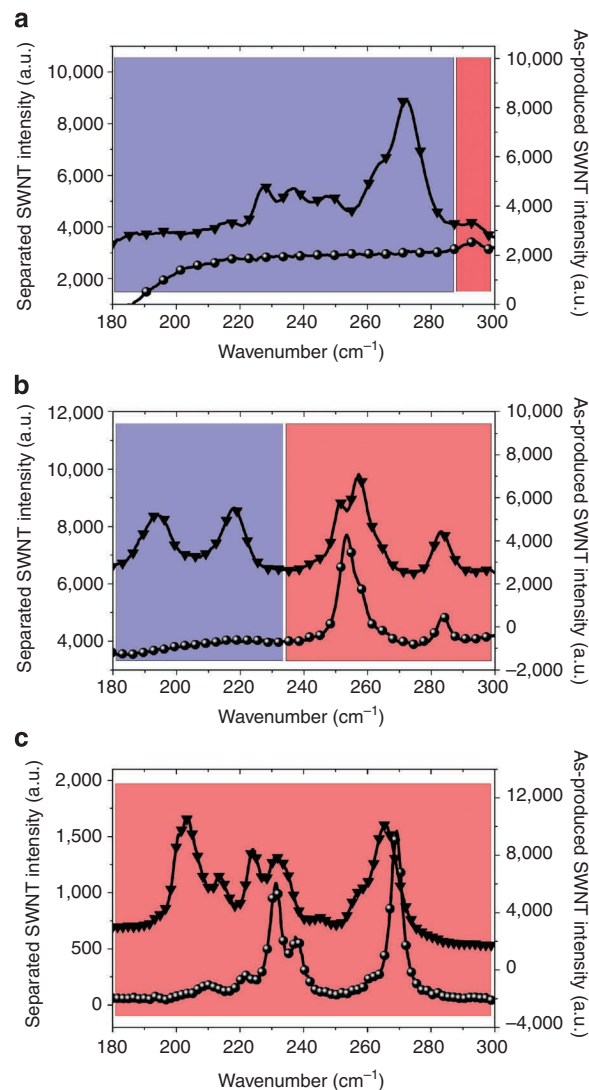 a
Separated SWNT intensity (a.u.)
10,000
8,000
6,000
4,000
2,000
10,000
8,000
6,000
4,000
2,000
0
As-produced SWNT intensity (a.u.)
180 200 220 240 260 280 300
Wavenumber (cm⁻¹)
b
Separated SWNT intensity (a.u.)
12,000
10,000
8,000
6,000
4,000
10,000
8,000
6,000
4,000
2,000
0
–2,000
As-produced SWNT intensity (a.u.)
180 200 220 240 260 280 300
Wavenumber (cm⁻¹)
c
Separated SWNT intensity (a.u.)
2,000
1,500
1,000
500
0
12,000
8,000
4,000
0
–4,000
As-produced SWNT intensity (a.u.)
180 200 220 240 260 280 300
Wavenumber (cm⁻¹)